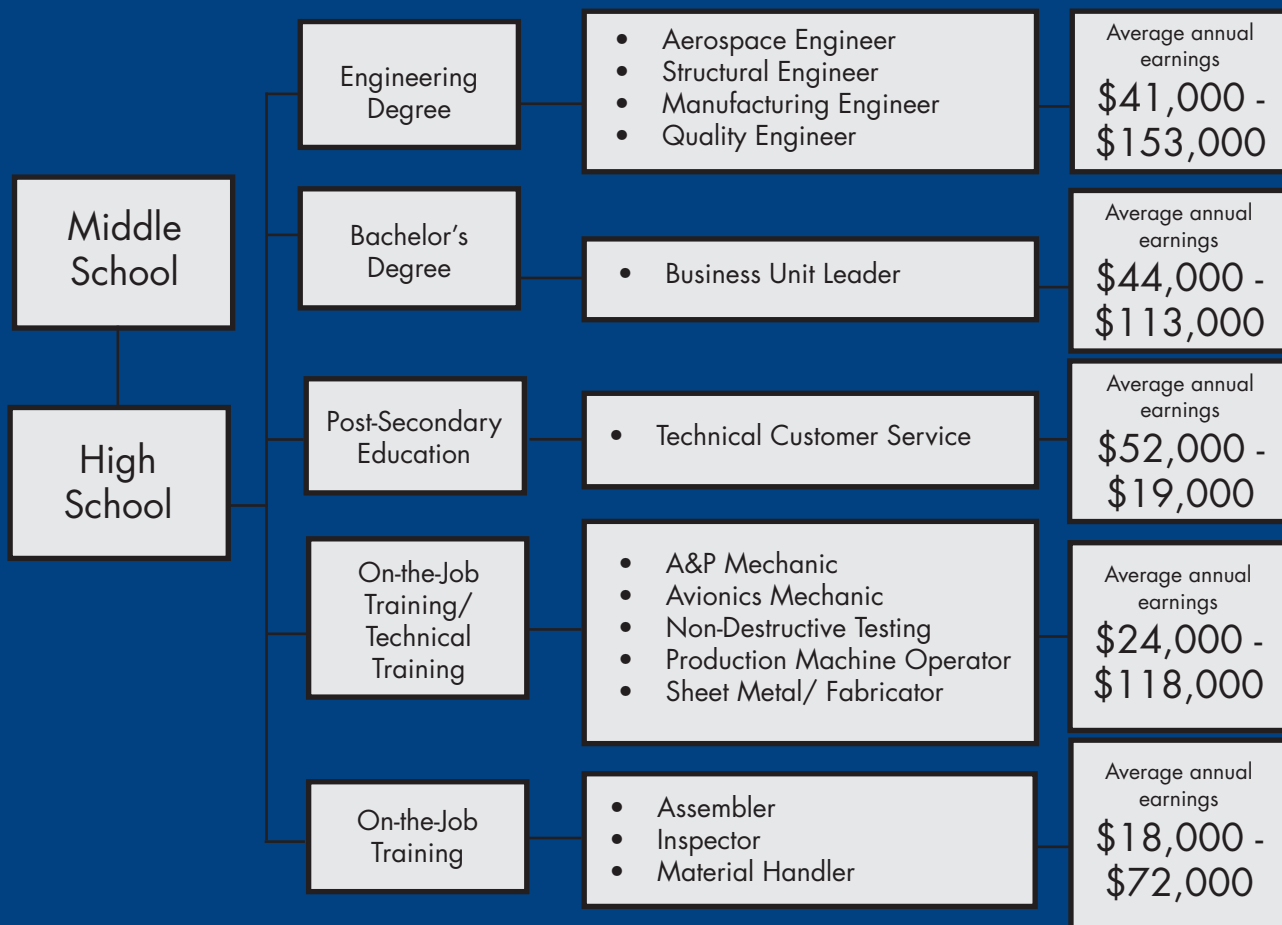 Middle
School
High
School
Engineering
Degree
• Aerospace Engineer
• Structural Engineer
• Manufacturing Engineer
• Quality Engineer
Average annual
earnings
$41,000 -
$153,000
Bachelor’s
Degree
• Business Unit Leader
Average annual
earnings
$44,000 -
$113,000
Post-Secondary
Education
• Technical Customer Service
Average annual
earnings
$52,000 -
$19,000
On-the-Job
Training/
Technical
Training
• A&P Mechanic
• Avionics Mechanic
• Non-Destructive Testing
• Production Machine Operator
• Sheet Metal/ Fabricator
Average annual
earnings
$24,000 -
$118,000
On-the-Job
Training
• Assembler
• Inspector
• Material Handler
Average annual
earnings
$18,000 -
$72,000